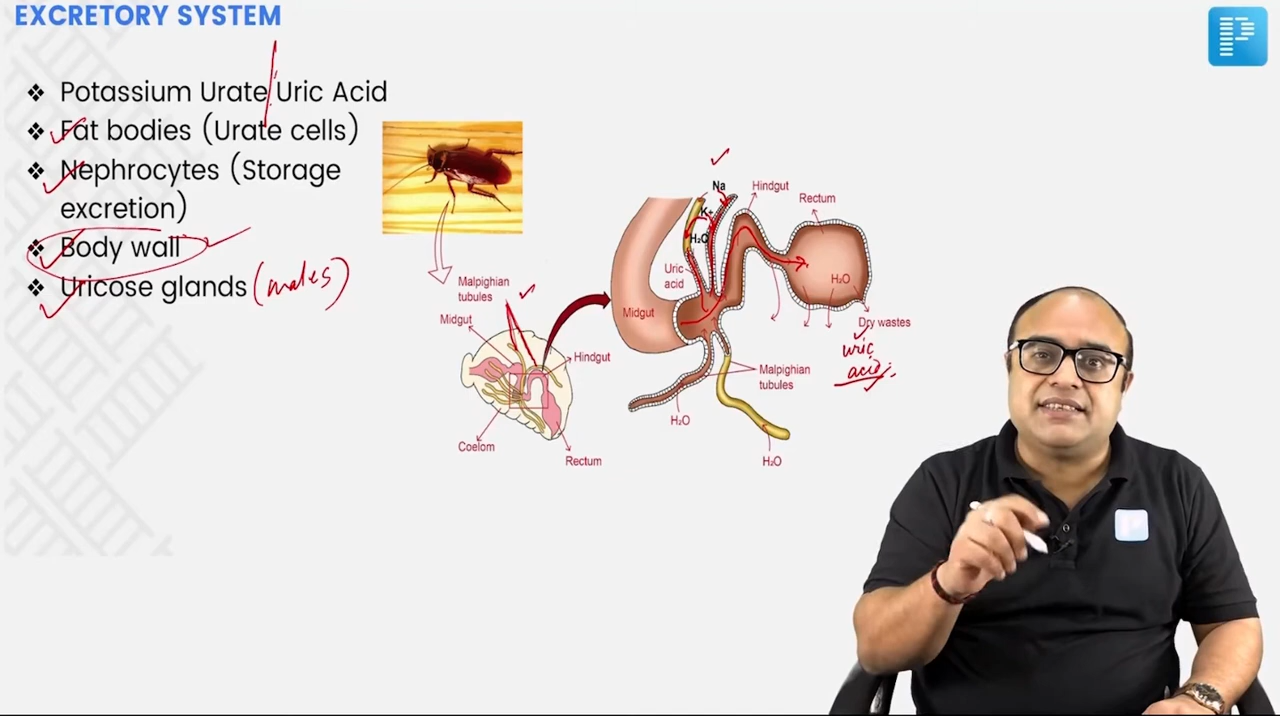 EXCRETORY SYSTEM
❖ Potassium Urate/Uric Acid
❖ Fat bodies (Urate cells)
❖ Nephrocytes (Storage
excretion)
❖ Body wall
❖ Uricose glands (males)
Malpighian
tubules
Midgut
Hindgut
Coelom
Rectum
Na
K+
H₂O
Hindgut
Rectum
Uric
acid
Midgut
H₂O
Dry wastes
uric
acid
Malpighian
tubules
H₂O
H₂O